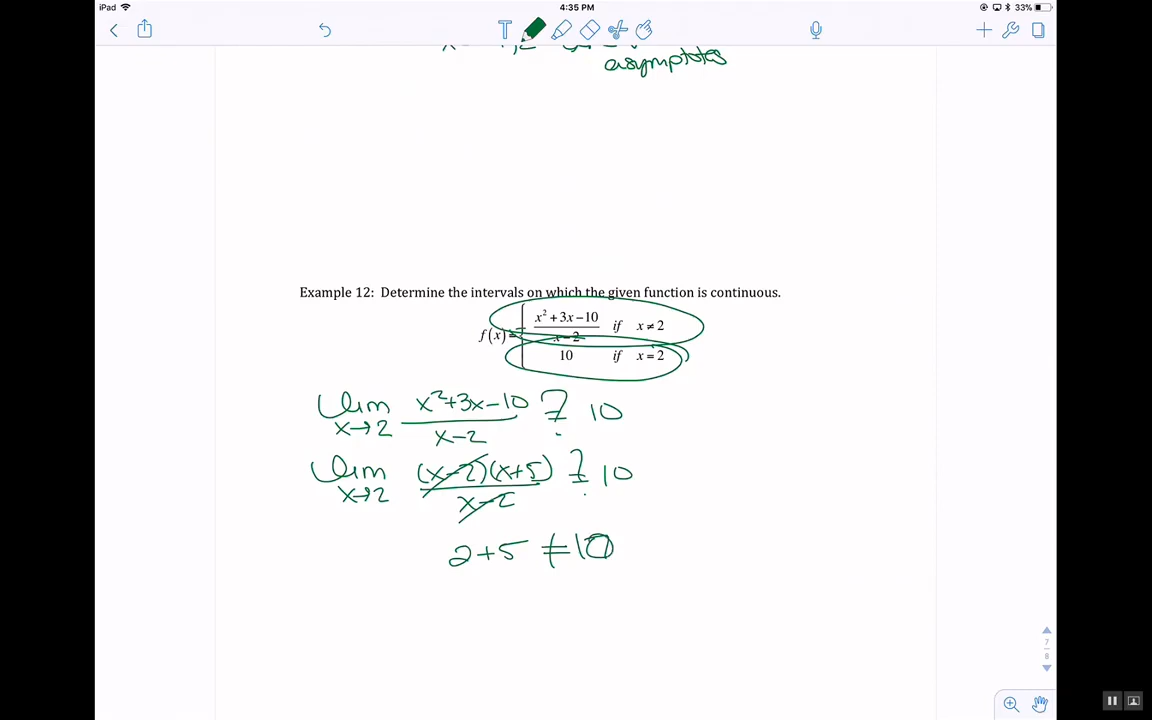 iPad 4:35 PM 33%
T
asymptotes
Example 12: Determine the intervals on which the given function is continuous.
f(x)= { x² + 3x − 10 / x − 2 if x ≠ 2
10 if x = 2
lim x→2 x²+3x−10 / x−2 ?= 10
lim x→2 (x−2)(x+5) / x−2 ?= 10
2+5 ≠ 10
7
8